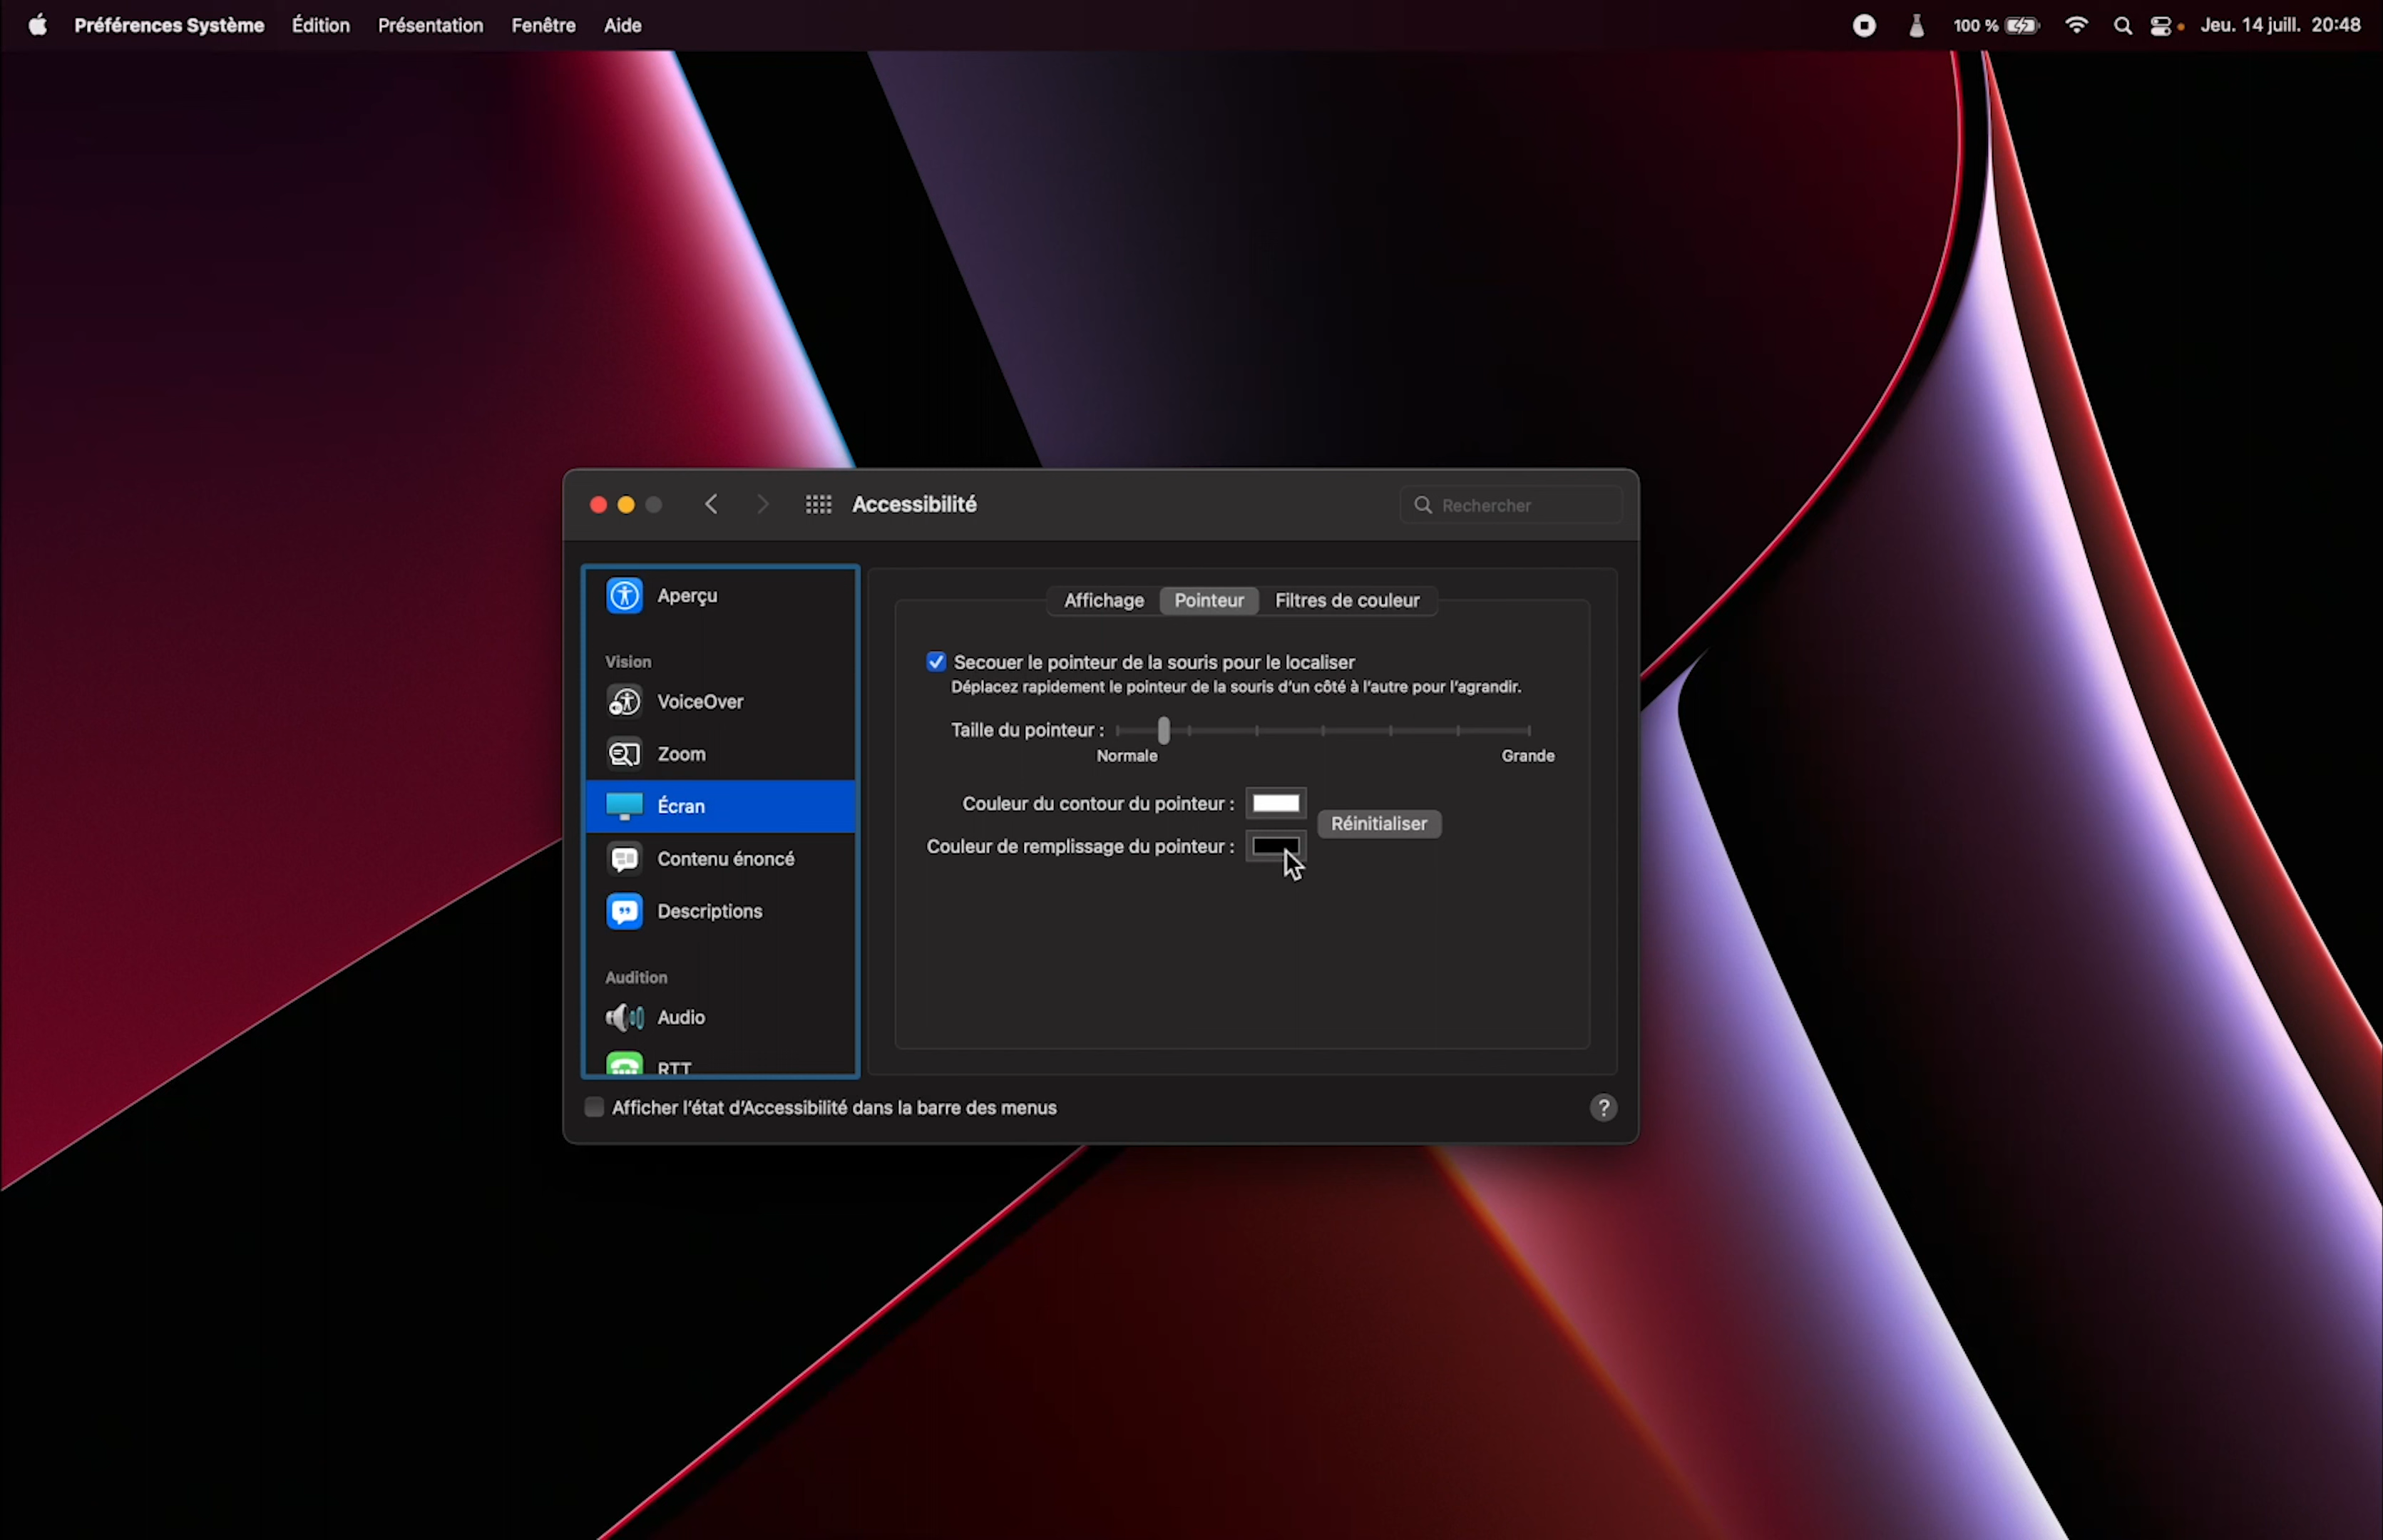 Préférences Système Édition Présentation Fenêtre Aide 100 % Jeu. 14 juill. 20:48
Accessibilité Rechercher
Aperçu
Vision
VoiceOver
Zoom
Écran
Contenu énoncé
Descriptions
Audition
Audio
RTT
Affichage Pointeur Filtres de couleur
Secouer le pointeur de la souris pour le localiser
Déplacez rapidement le pointeur de la souris d'un côté à l'autre pour l'agrandir.
Taille du pointeur :
Normale Grande
Couleur du contour du pointeur :
Réinitialiser
Couleur de remplissage du pointeur :
Afficher l'état d'Accessibilité dans la barre des menus ?